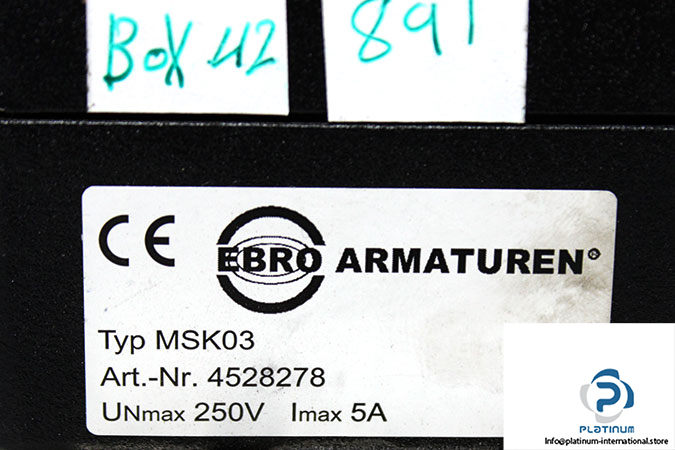 BOX 42
891
CE
EBRO ARMATUREN®
Typ MSK03
Art.-Nr. 4528278
UNmax 250V Imax 5A
PLATINUM
Info@platinum-international.store